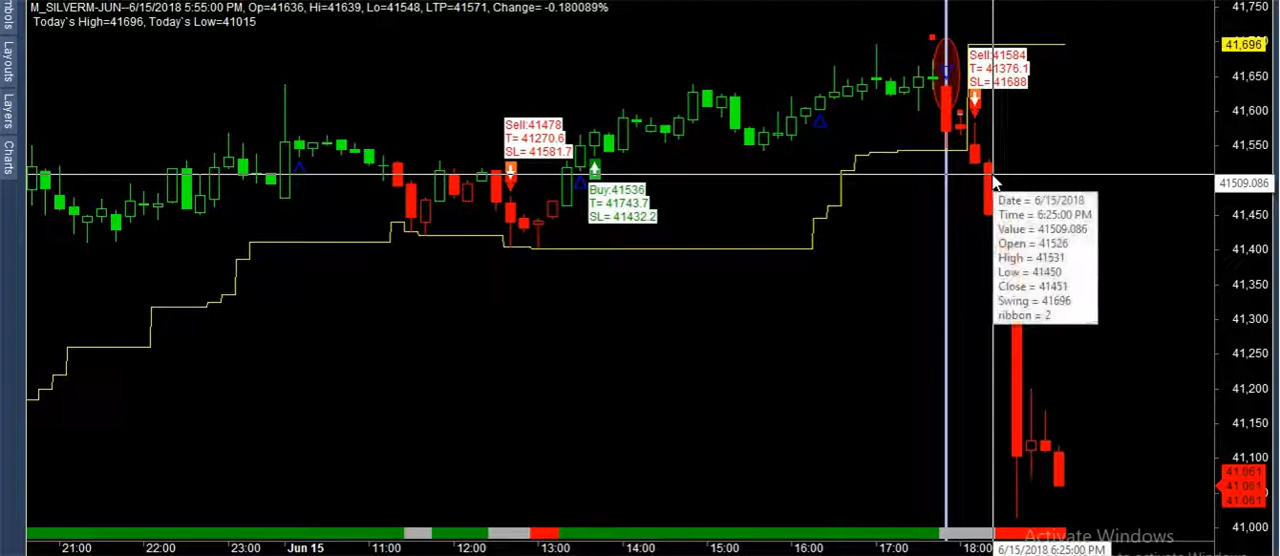 M_SILVERM-JUN--6/15/2018 5:55:00 PM, Op=41636, Hi=41639, Lo=41548, LTP=41571, Change= -0.180089%
Today`s High=41696, Today`s Low=41015
Layouts
Layers
Charts
Sell:41478
T= 41270.6
SL= 41581.7
Buy:41536
T= 41743.7
SL= 41432.2
Sell:41584
T= 41376.1
SL= 41688
Date = 6/15/2018
Time = 6:25:00 PM
Value = 41509.086
Open = 41526
High = 41531
Low = 41450
Close = 41451
Swing = 41696
ribbon = 2
41,750
41,696
41,650
41,600
41,550
41509.086
41,450
41,400
41,350
41,300
41,250
41,200
41,150
41,100
41,061
41,061
41,061
41,000
Activate Windows
21:00 22:00 23:00 Jun 15 11:00 12:00 13:00 14:00 15:00 16:00 17:00 18:00
6/15/2018 6:25:00 PM